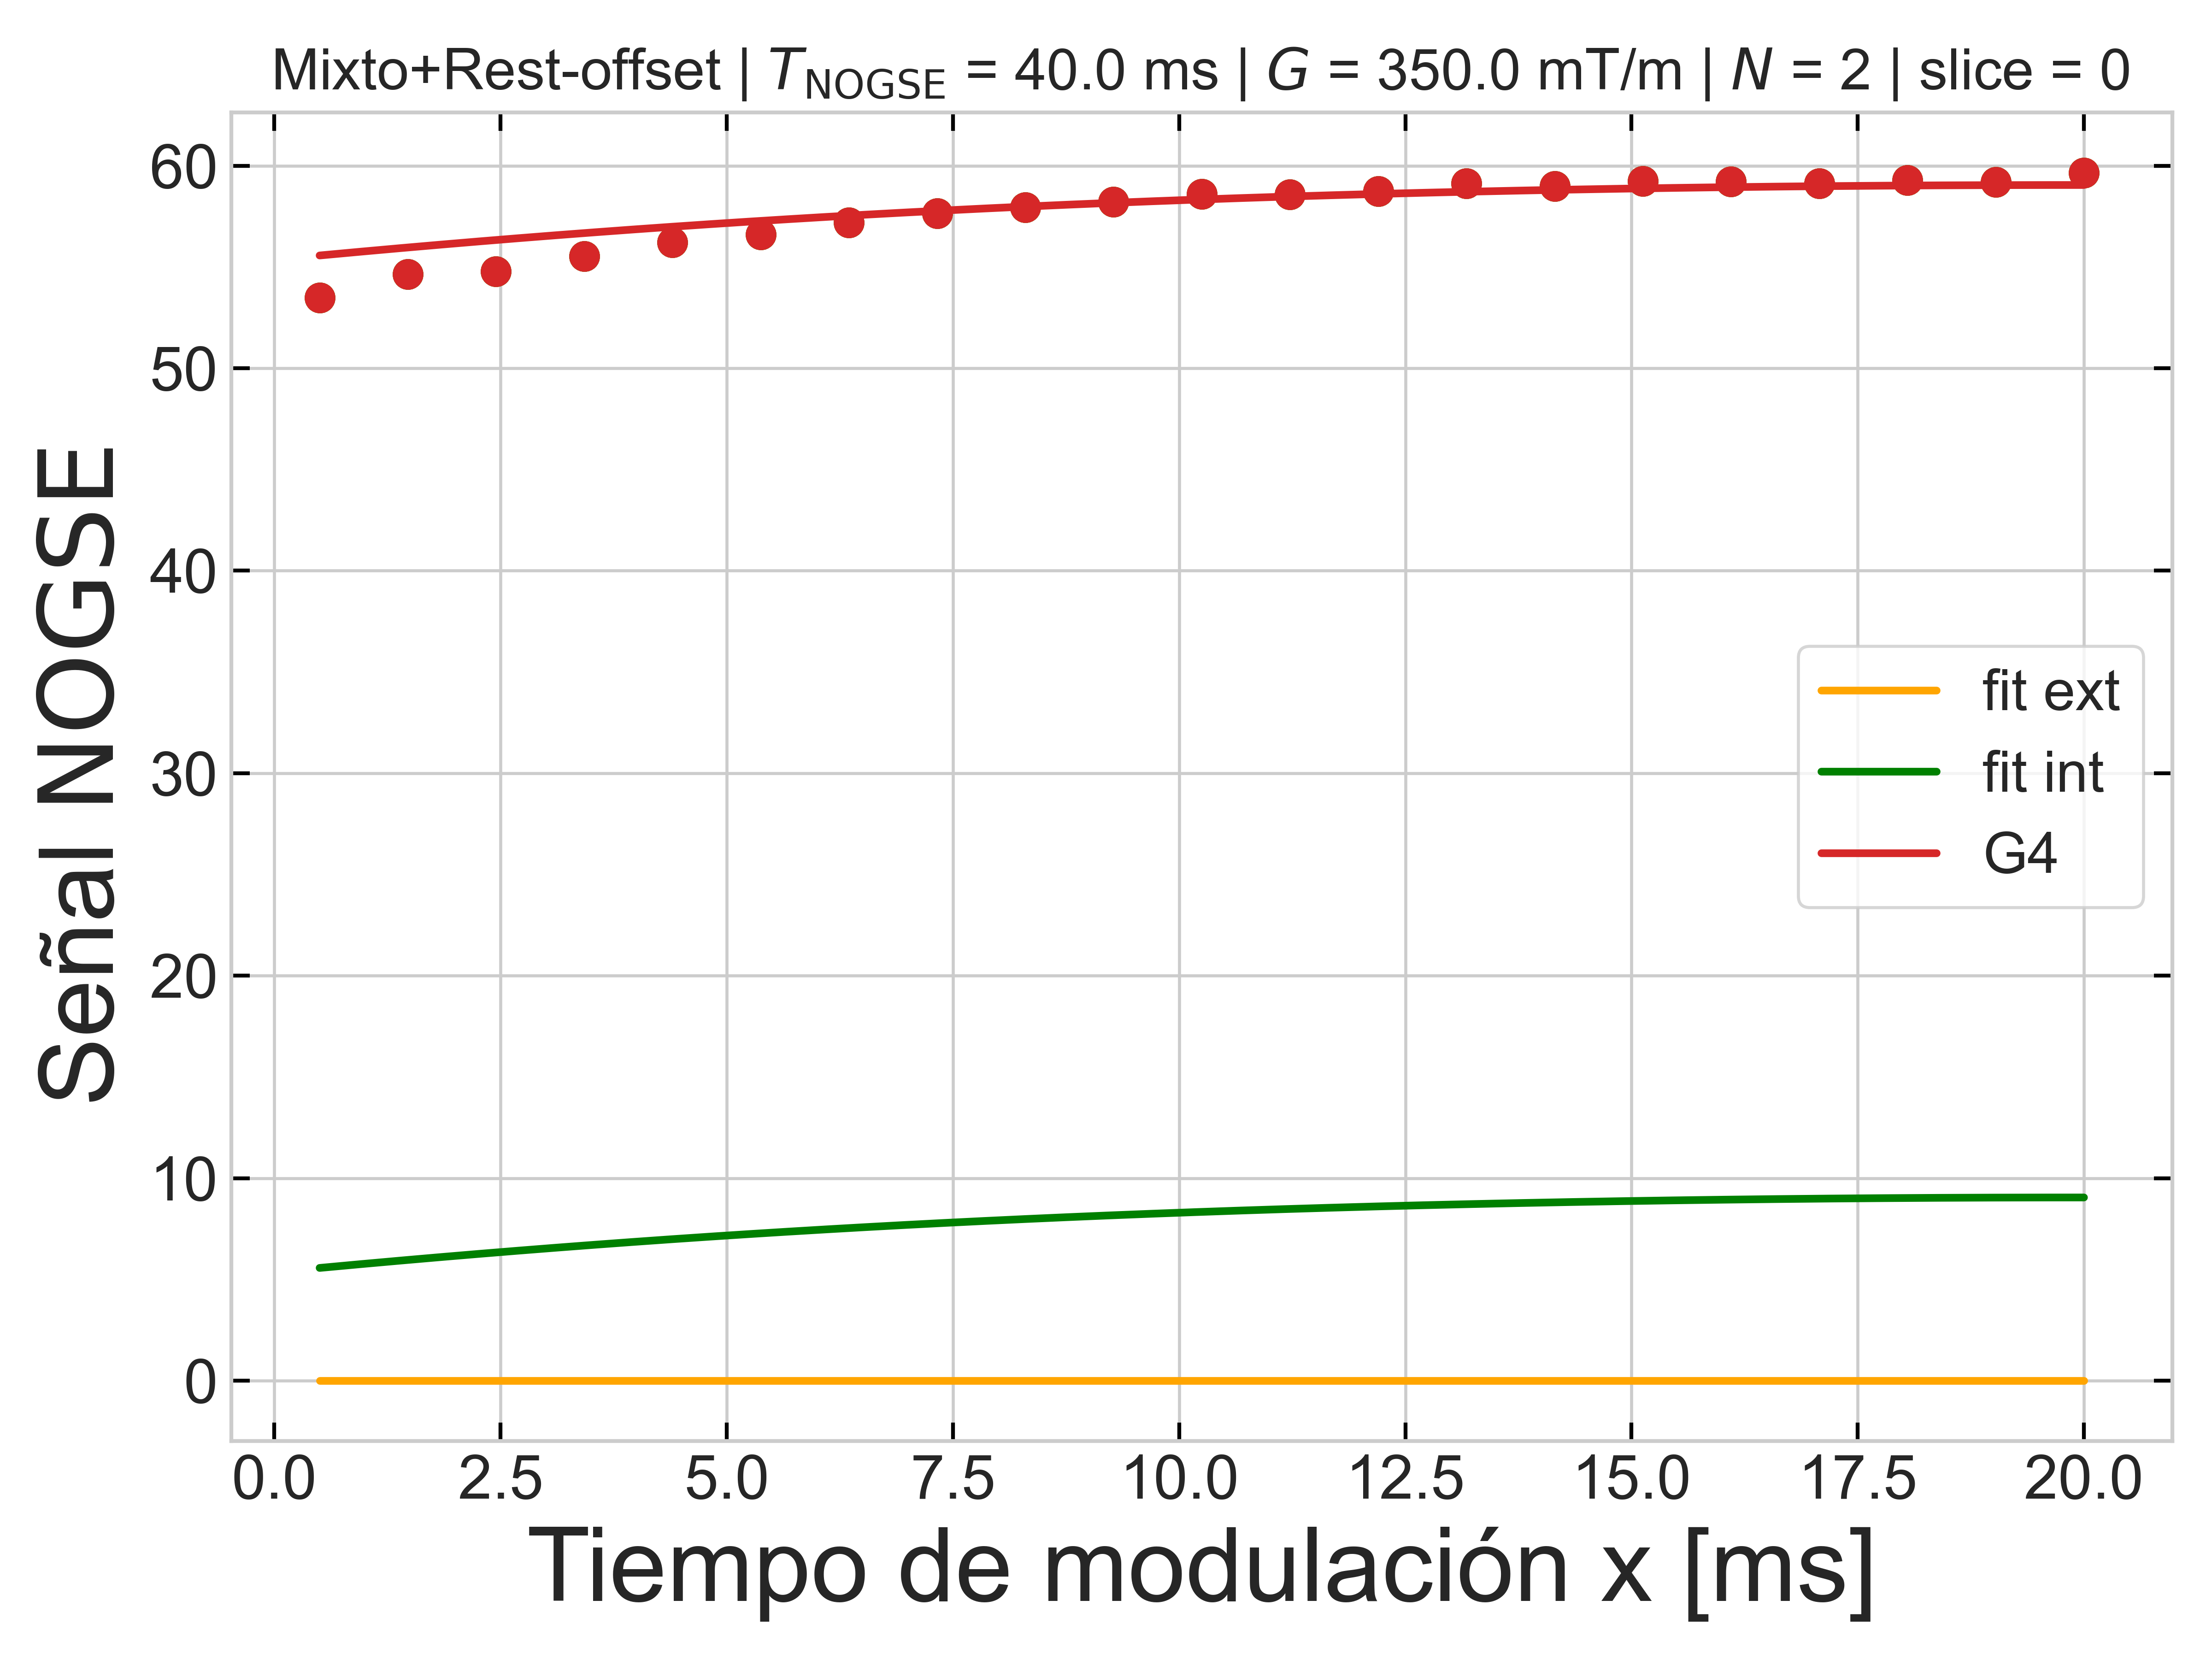 Mixto+Rest-offset | T_NOGSE = 40.0 ms | G = 350.0 mT/m | N = 2 | slice = 0
Señal NOGSE
60
50
40
30
20
10
0
fit ext
fit int
G4
0.0 2.5 5.0 7.5 10.0 12.5 15.0 17.5 20.0
Tiempo de modulación x [ms]